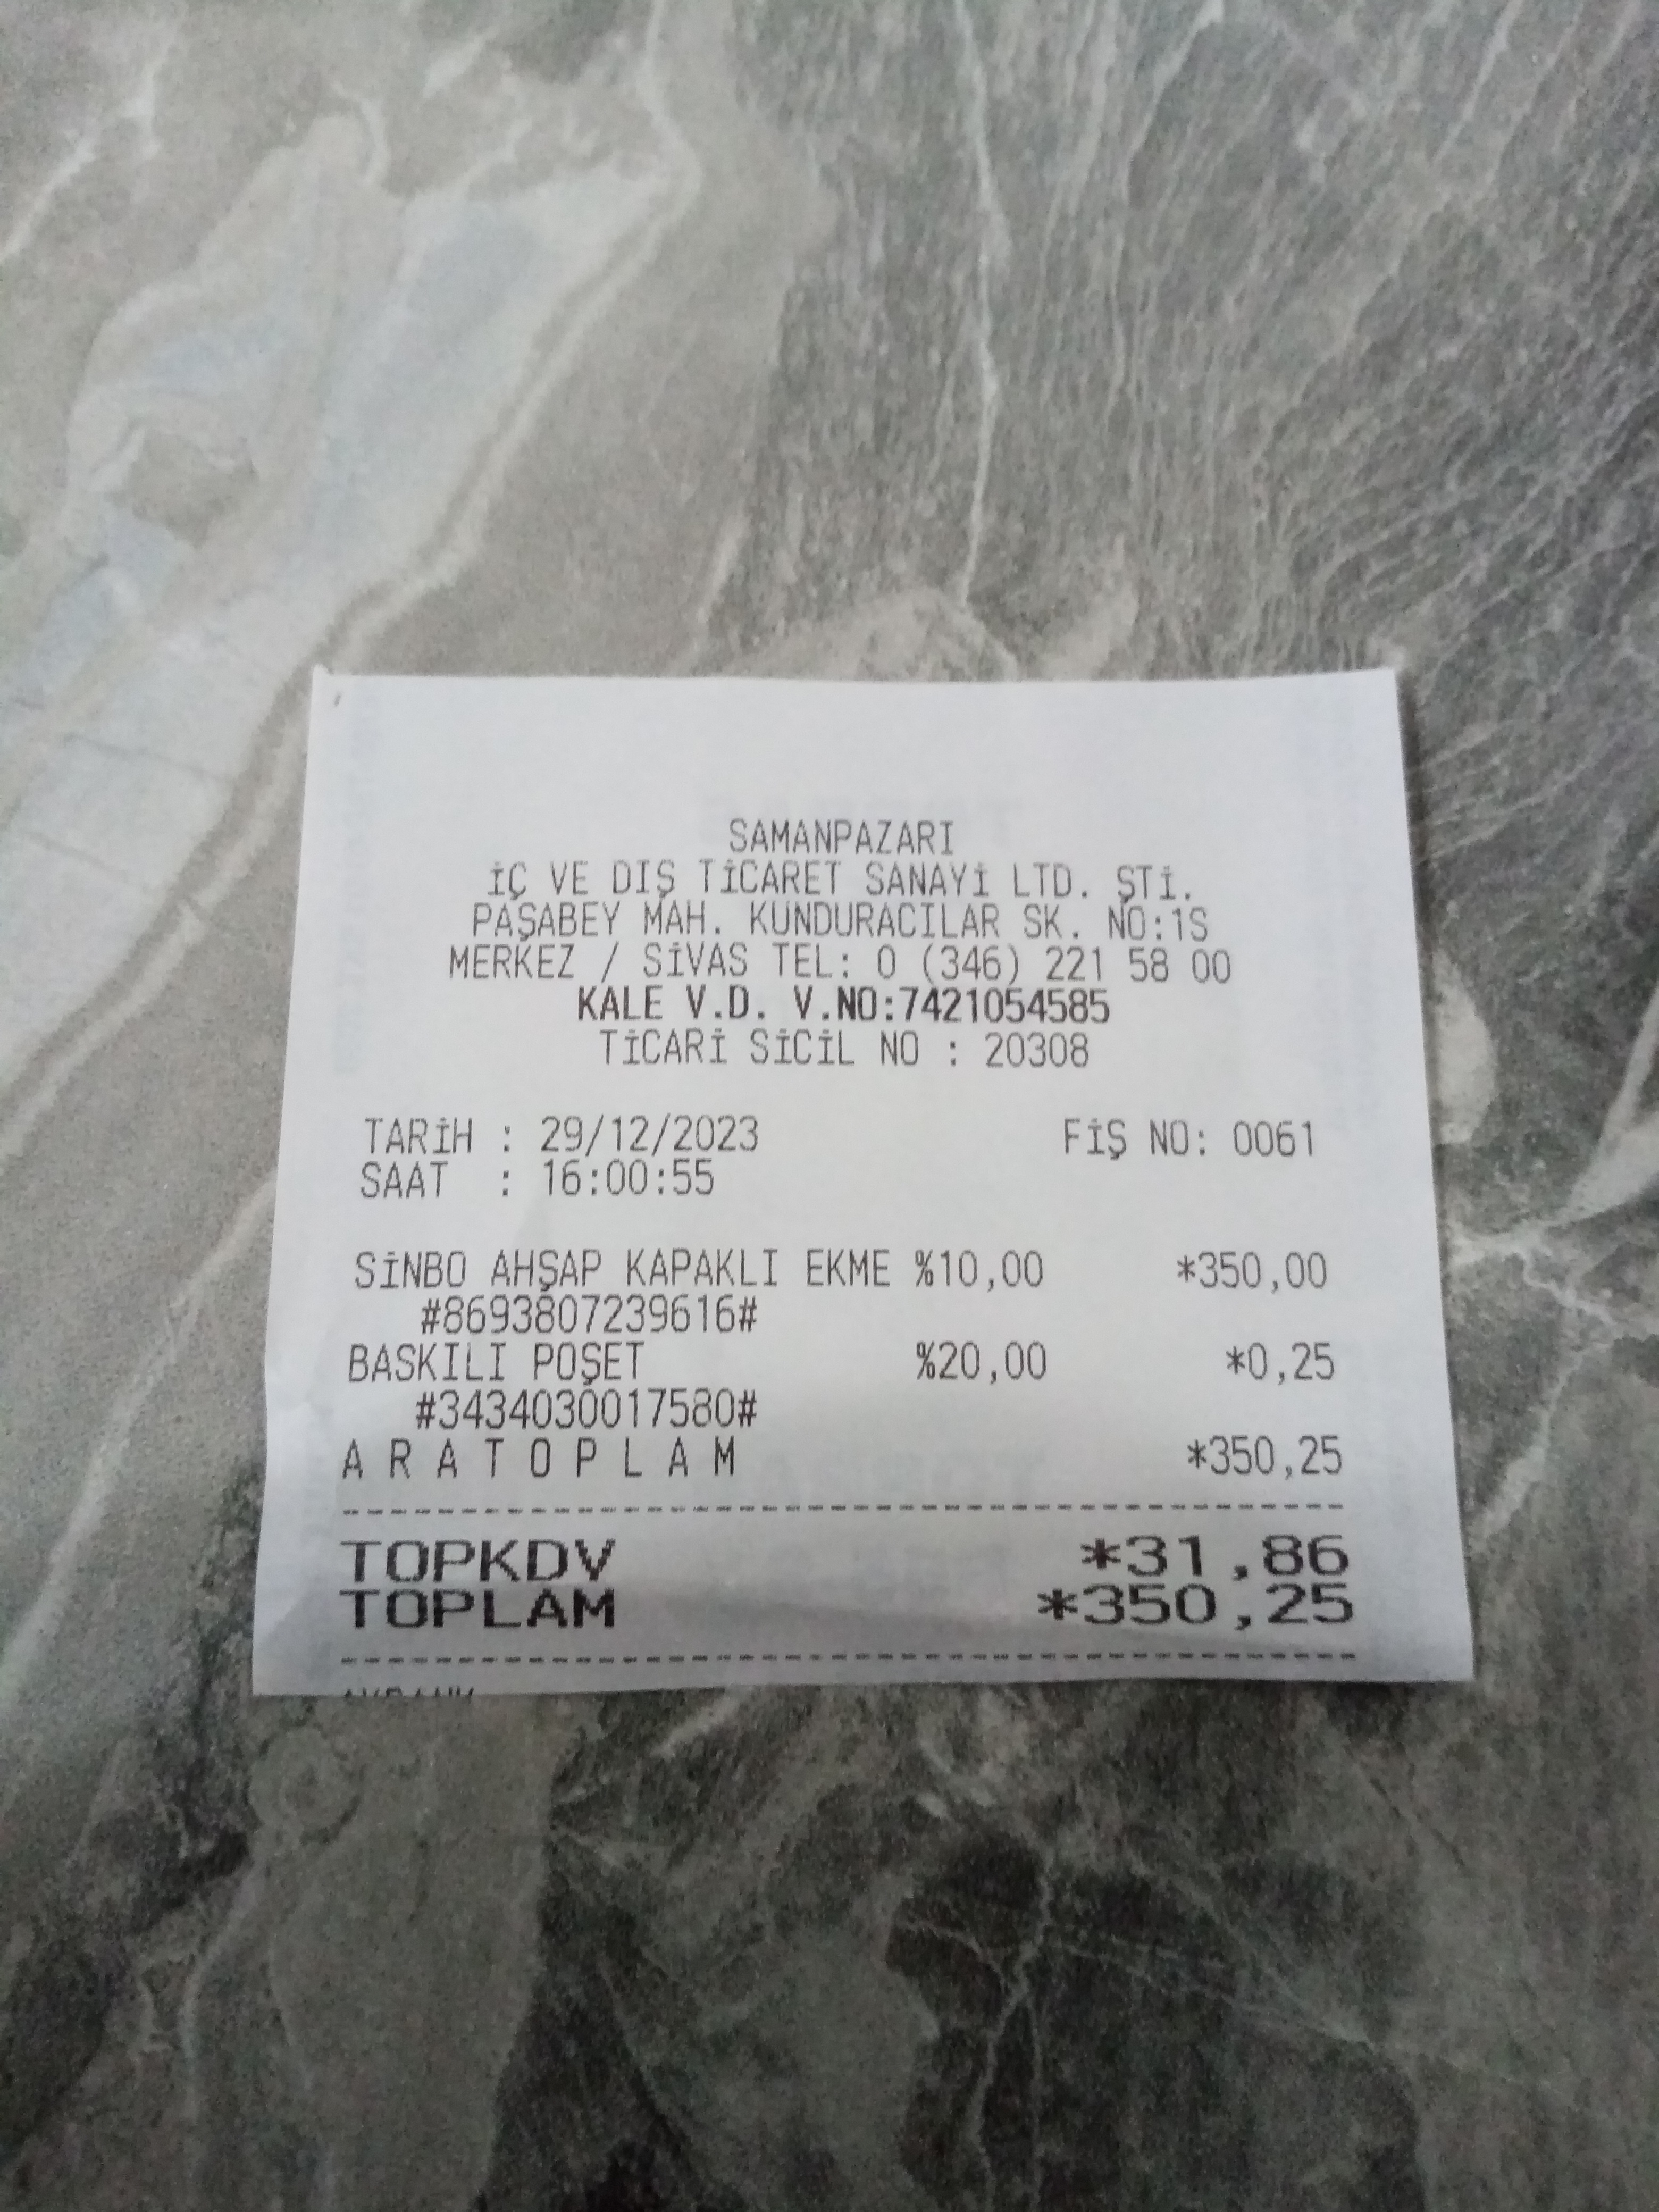 SAMANPAZARI
İÇ VE DIŞ TİCARET SANAYİ LTD. ŞTİ.
PAŞABEY MAH. KUNDURACILAR SK. NO:1S
MERKEZ / SİVAS TEL: 0 (346) 221 58 00
KALE V.D. V.NO:7421054585
TİCARİ SİCİL NO : 20308
TARİH : 29/12/2023 FİŞ NO: 0061
SAAT : 16:00:55
SİNBO AHŞAP KAPAKLI EKME %10,00 *350,00
#8693807239616#
BASKILI POŞET %20,00 *0,25
#3434030017580#
A R A T O P L A M *350,25
TOPKDV *31,86
TOPLAM *350,25